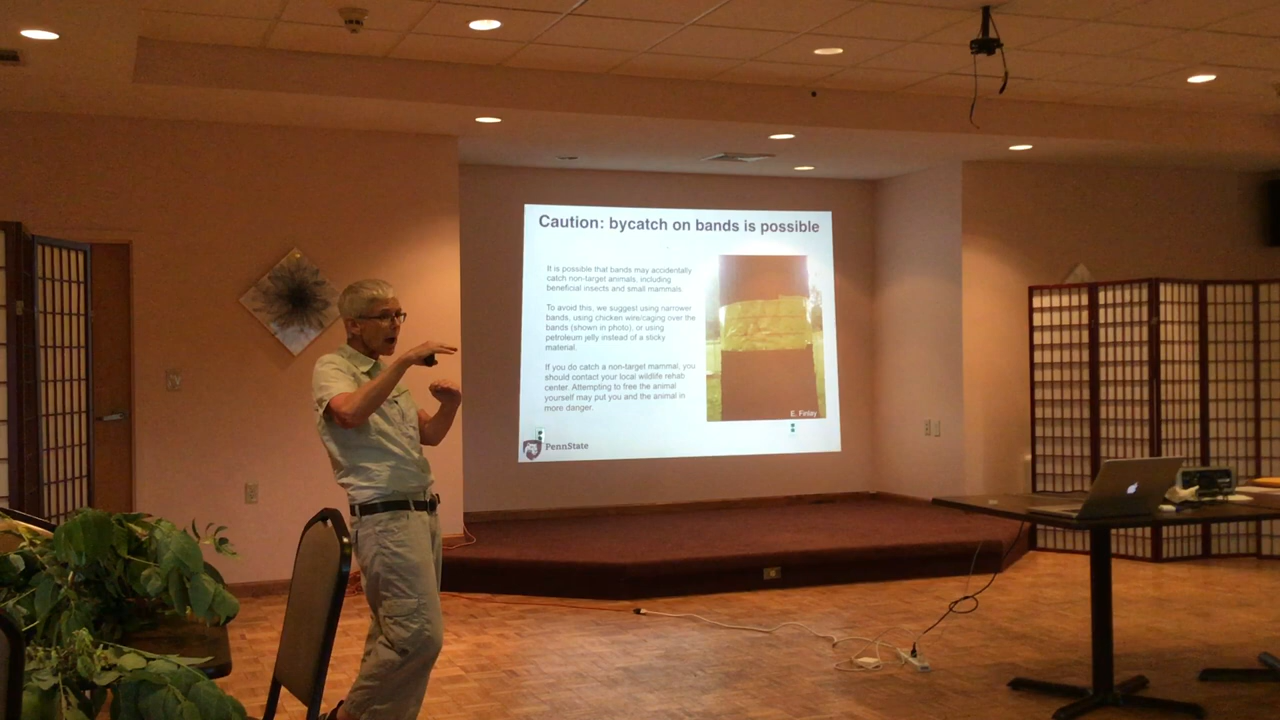 Caution: bycatch on bands is possible
It is possible that bands may accidentally
catch non-target animals, including
beneficial insects and small mammals.
To avoid this, we suggest using narrower
bands, using chicken wire/caging over the
bands (shown in photo), or using
petroleum jelly instead of a sticky
material.
If you do catch a non-target mammal, you
should contact your local wildlife rehab
center. Attempting to free the animal
yourself may put you and the animal in
more danger.
E. Finlay
PennState